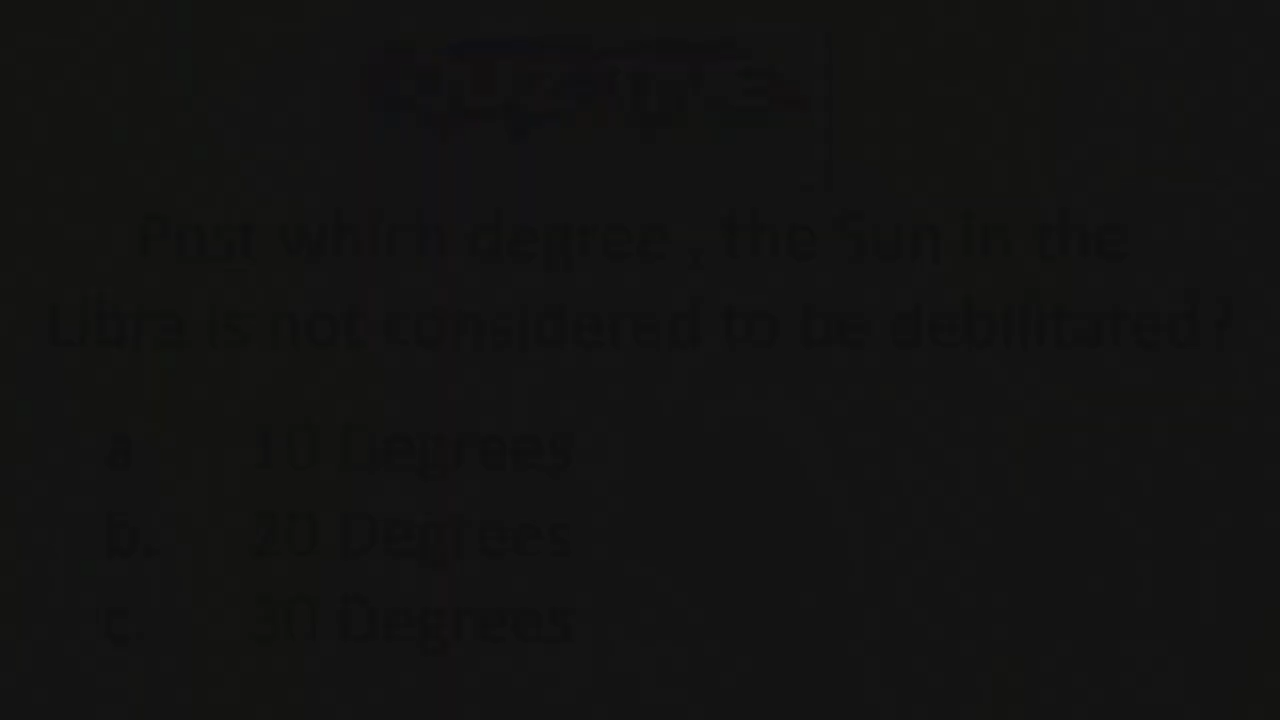 Post which degree , the Sun in the
Libra is not considered to be debilitated?
a. 10 Degrees
b. 20 Degrees
c. 30 Degrees